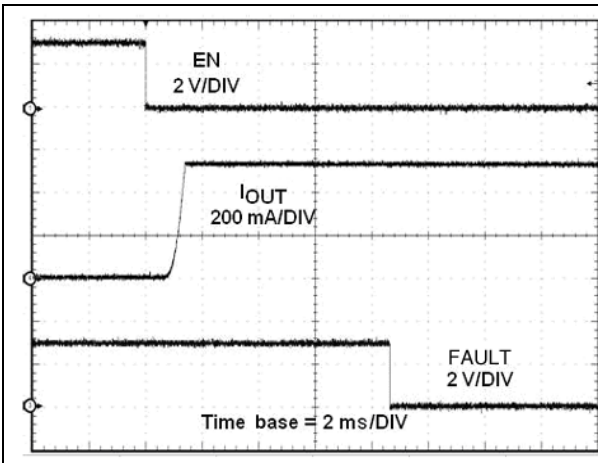 EN
2 V/DIV
IOUT
200 mA/DIV
FAULT
2 V/DIV
Time base = 2 ms/DIV